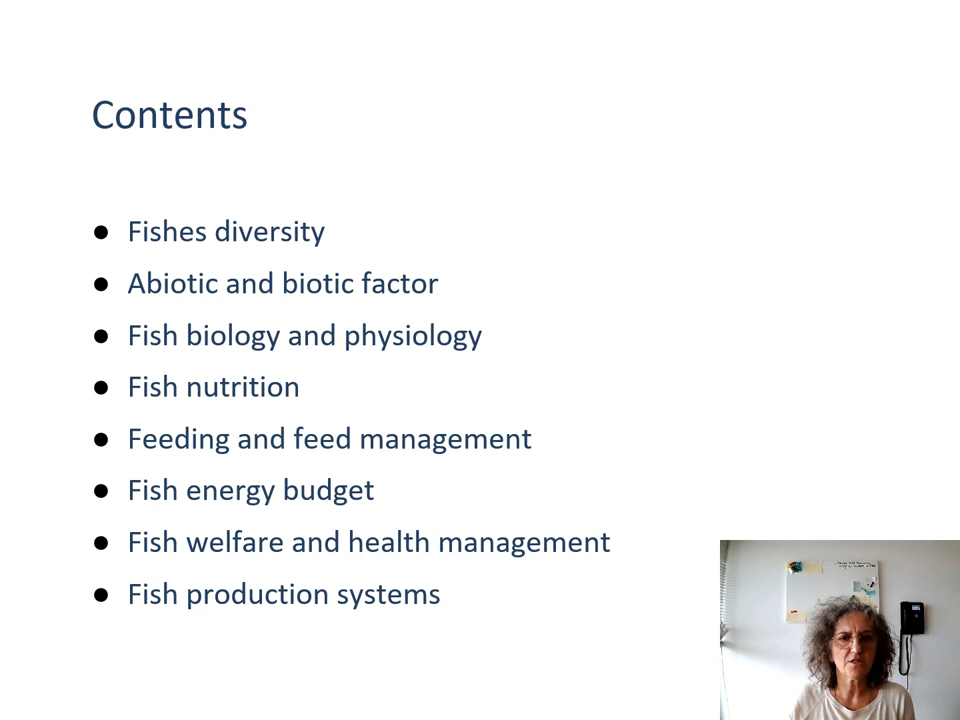 Contents
● Fishes diversity
● Abiotic and biotic factor
● Fish biology and physiology
● Fish nutrition
● Feeding and feed management
● Fish energy budget
● Fish welfare and health management
● Fish production systems